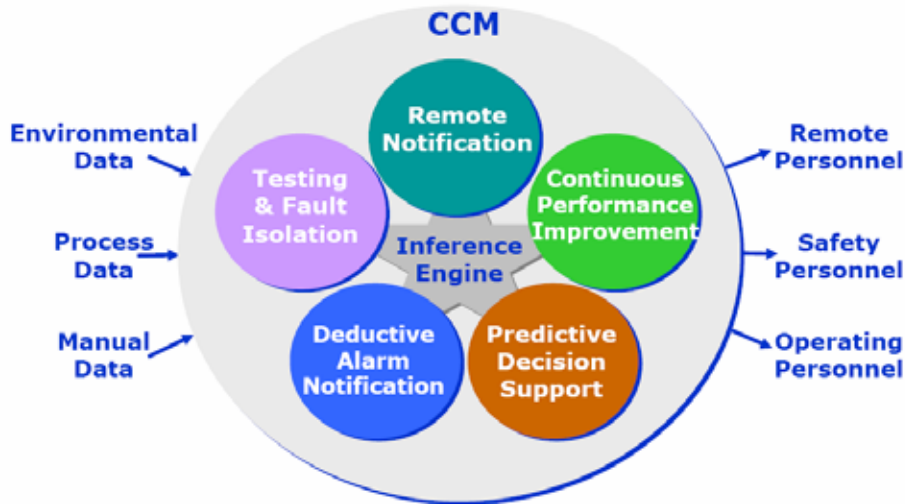 CCM
Environmental
Data
Process
Data
Manual
Data
Remote
Notification
Testing
& Fault
Isolation
Continuous
Performance
Improvement
Inference
Engine
Deductive
Alarm
Notification
Predictive
Decision
Support
Remote
Personnel
Safety
Personnel
Operating
Personnel